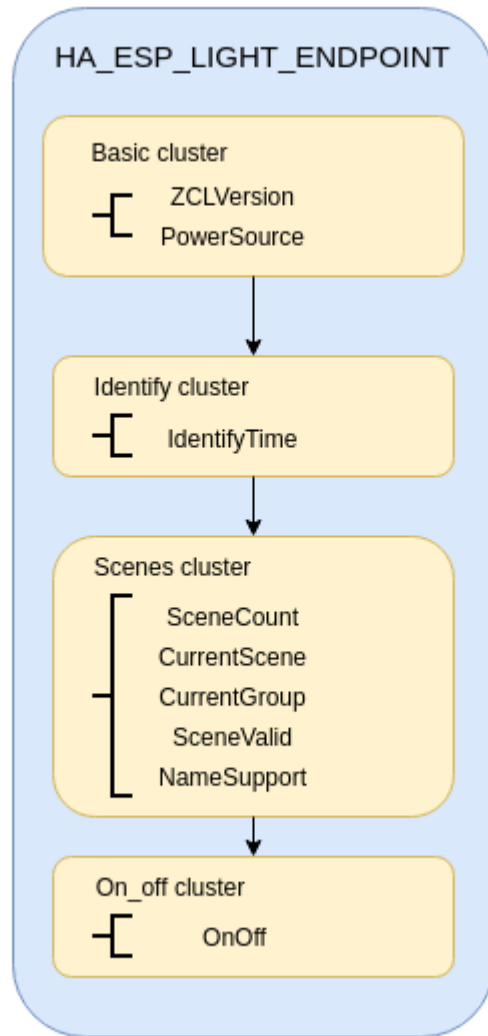 HA_ESP_LIGHT_ENDPOINT
Basic cluster
ZCLVersion
PowerSource
Identify cluster
IdentifyTime
Scenes cluster
SceneCount
CurrentScene
CurrentGroup
SceneValid
NameSupport
On_off cluster
OnOff